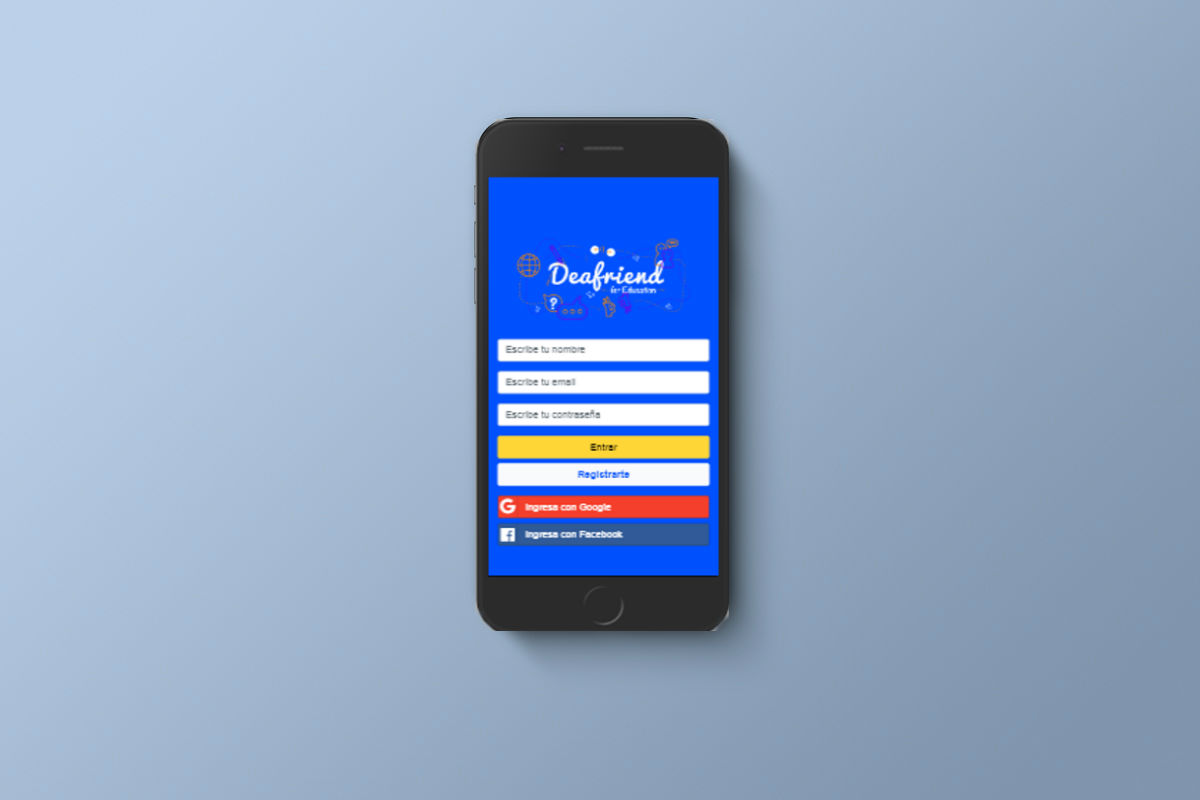 Deafriend
for Education
?
Escribe tu nombre
Escribe tu email
Escribe tu contraseña
Entrar
Registrarte
G Ingresa con Google
f Ingresa con Facebook